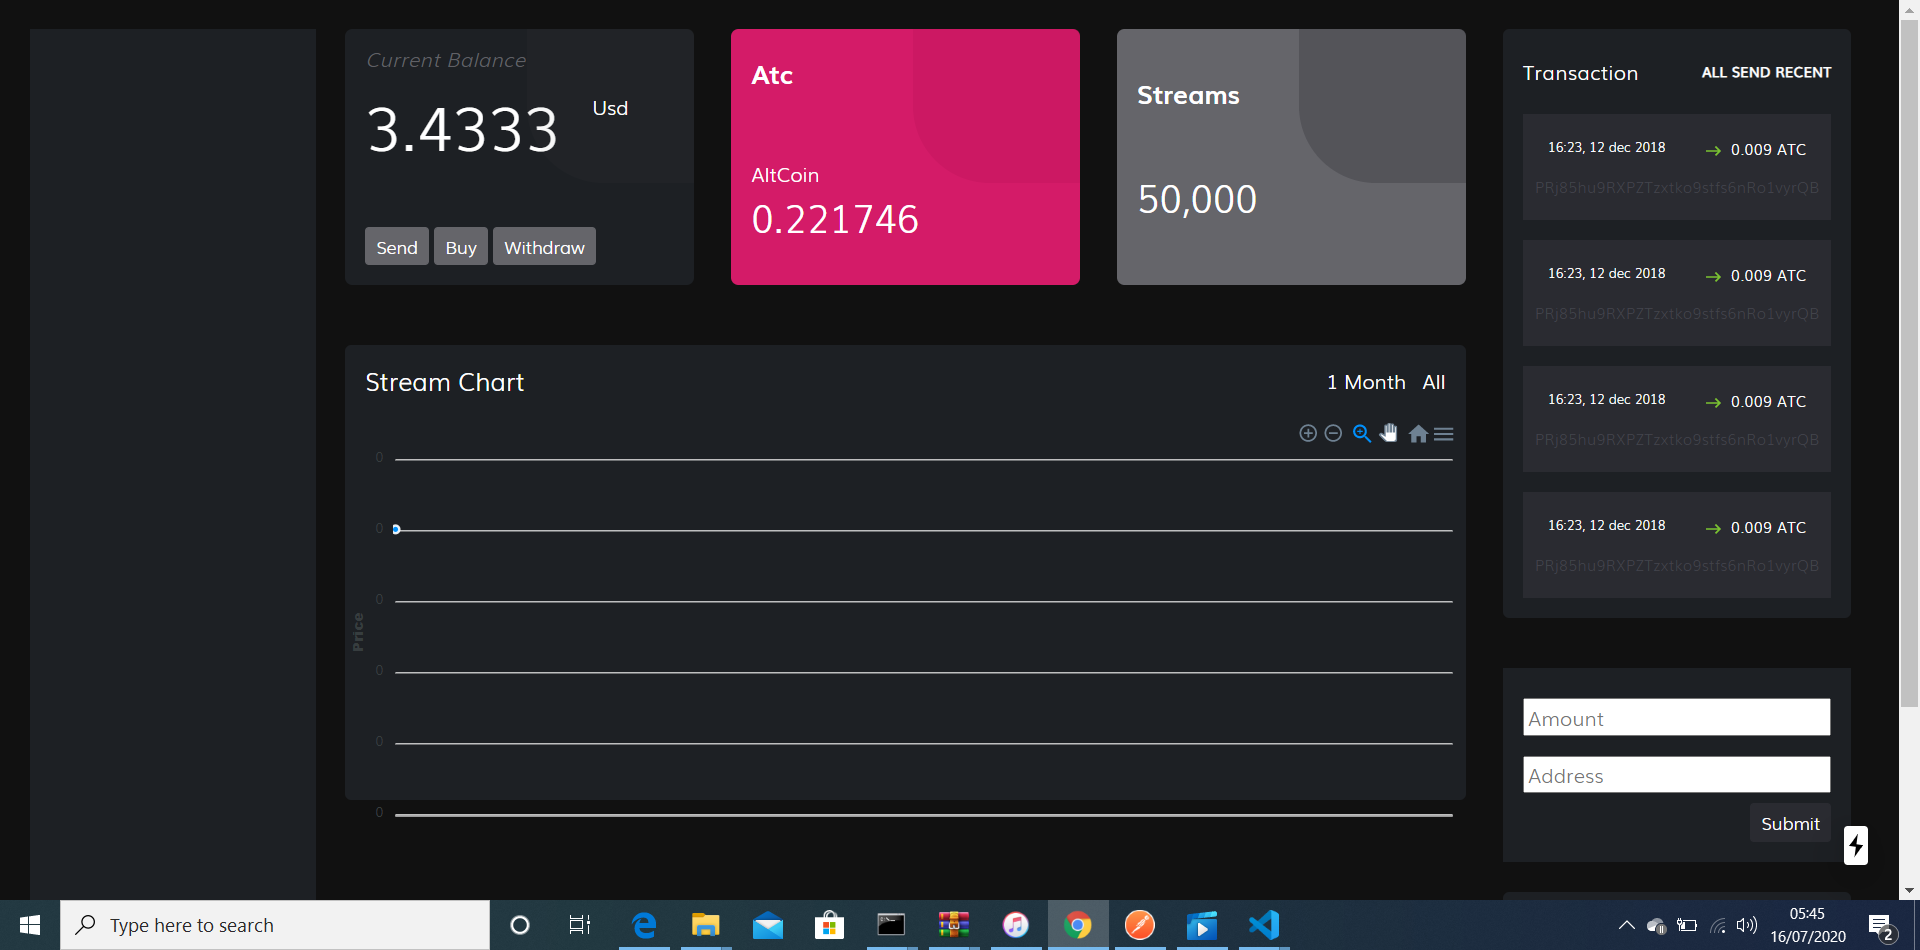 Current Balance
3.4333 Usd
Send Buy Withdraw
Atc
AltCoin
0.221746
Streams
50,000
Transaction ALL SEND RECENT
16:23, 12 dec 2018 → 0.009 ATC
PRj85hu9RXPZTzxtko9stfs6nRo1vyrQB
16:23, 12 dec 2018 → 0.009 ATC
PRj85hu9RXPZTzxtko9stfs6nRo1vyrQB
16:23, 12 dec 2018 → 0.009 ATC
PRj85hu9RXPZTzxtko9stfs6nRo1vyrQB
16:23, 12 dec 2018 → 0.009 ATC
PRj85hu9RXPZTzxtko9stfs6nRo1vyrQB
Stream Chart 1 Month All
0
0
0
0
0
0
Price
Amount
Address
Submit
Type here to search
05:45
16/07/2020
2